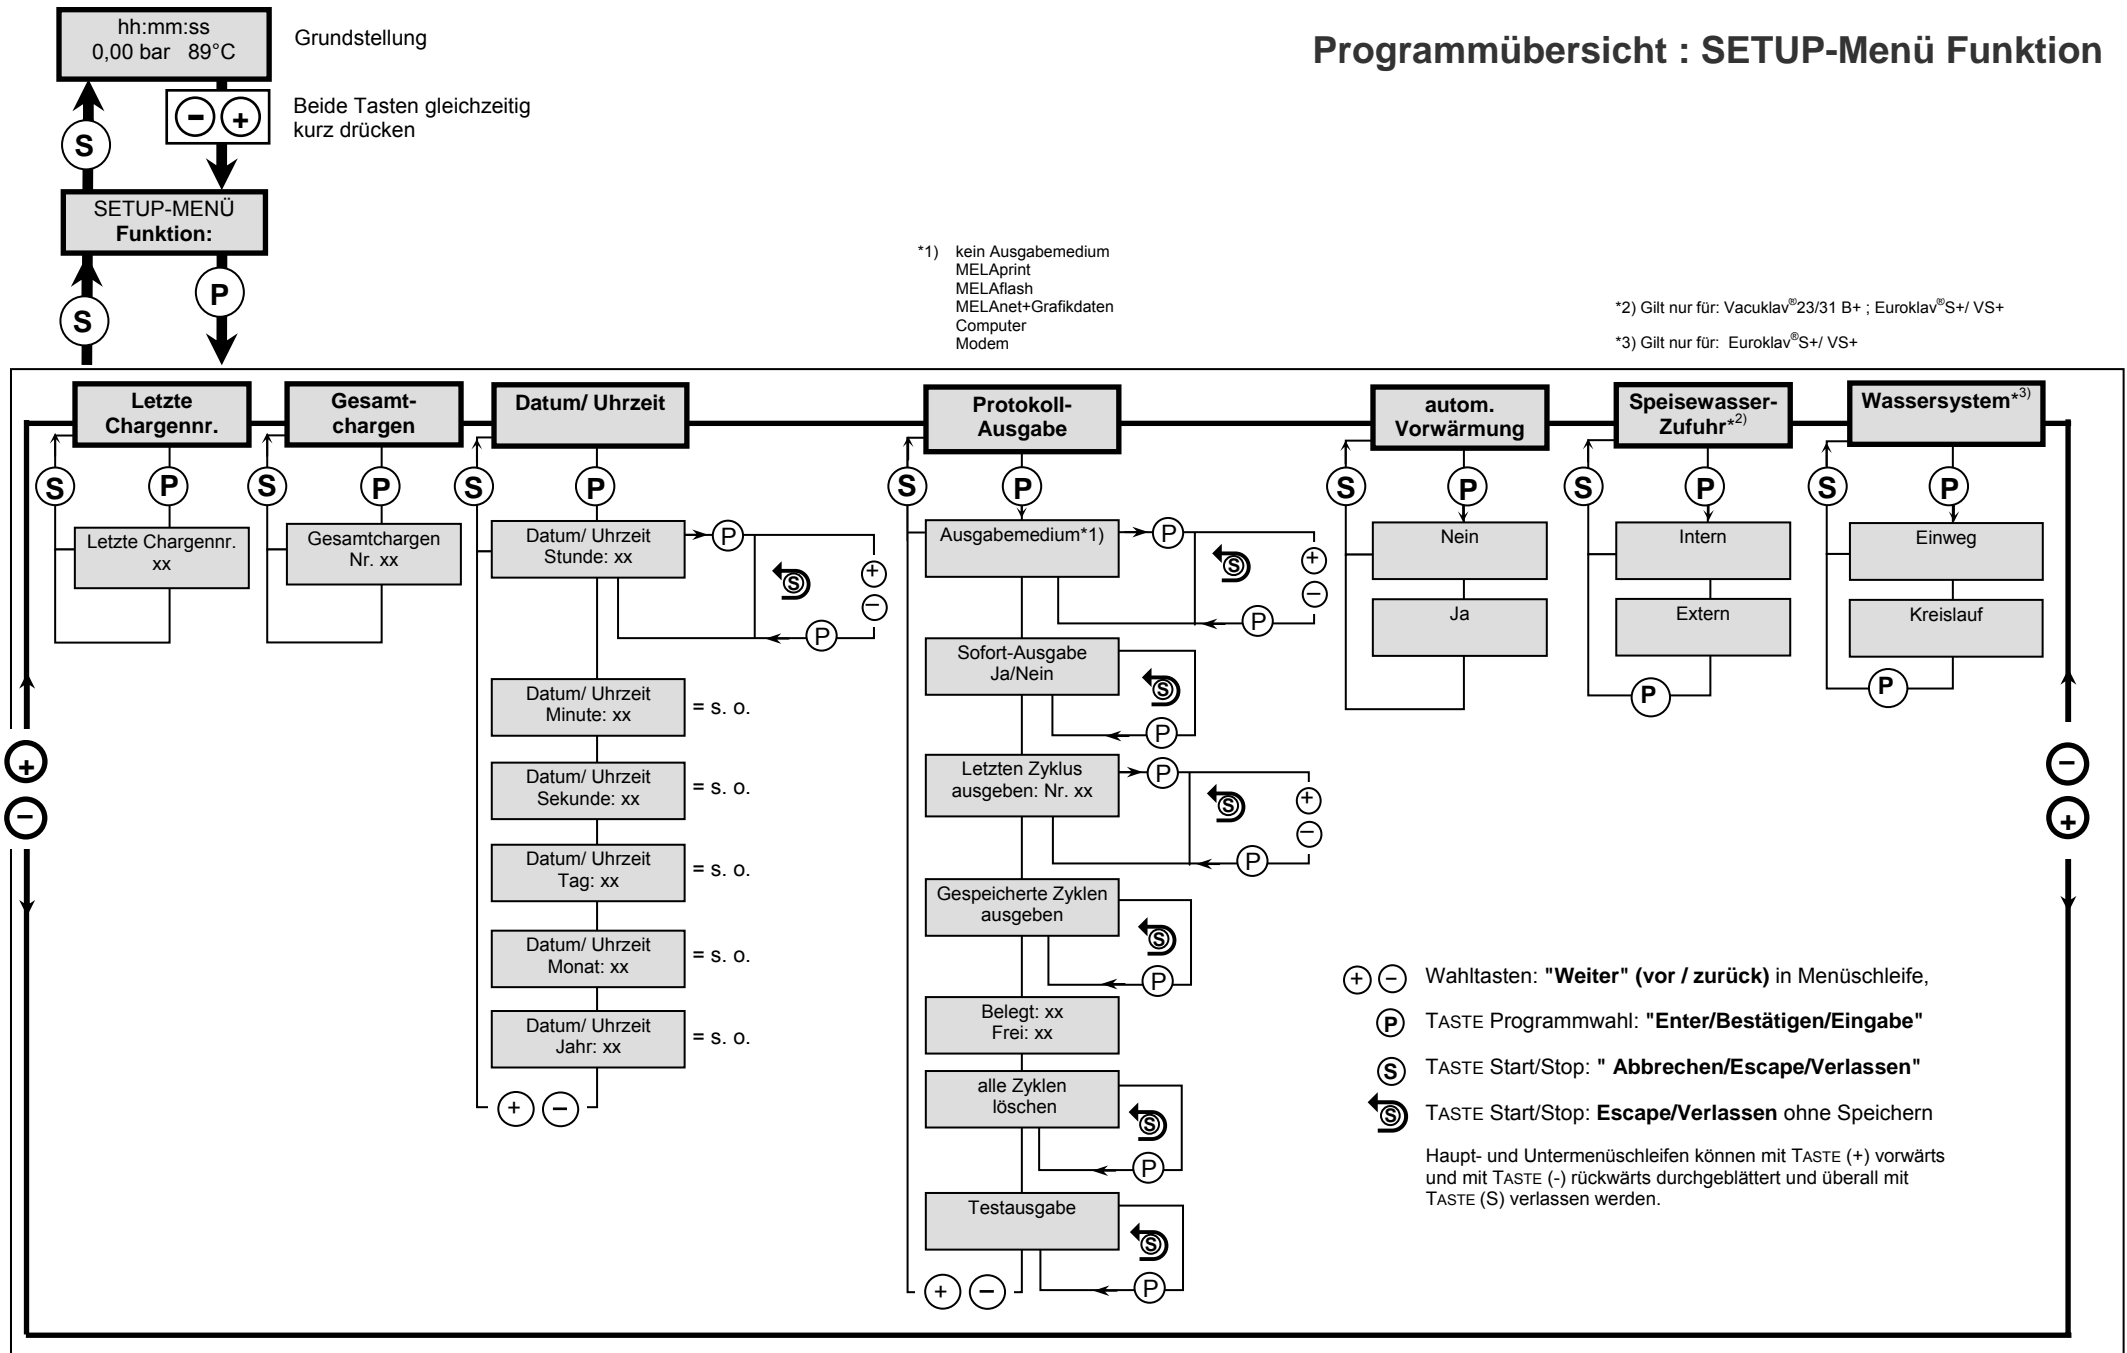 Programmübersicht : SETUP-Menü Funktion
hh:mm:ss
0,00 bar 89°C
Grundstellung
- +
Beide Tasten gleichzeitig
kurz drücken
S
SETUP-MENÜ
Funktion:
S
P
*1) kein Ausgabemedium
MELAprint
MELAflash
MELAnet+Grafikdaten
Computer
Modem
*2) Gilt nur für: Vacuklav®23/31 B+ ; Euroklav®S+/ VS+
*3) Gilt nur für: Euroklav®S+/ VS+
Letzte
Chargennr.
S P
Letzte Chargennr.
xx
Gesamt-
chargen
S P
Gesamtchargen
Nr. xx
Datum/ Uhrzeit
S P
Datum/ Uhrzeit
Stunde: xx
P
S
+
−
P
Datum/ Uhrzeit
Minute: xx
= s. o.
Datum/ Uhrzeit
Sekunde: xx
= s. o.
Datum/ Uhrzeit
Tag: xx
= s. o.
Datum/ Uhrzeit
Monat: xx
= s. o.
Datum/ Uhrzeit
Jahr: xx
= s. o.
+ −
Protokoll-
Ausgabe
S P
Ausgabemedium*1)
P
S
+
−
P
Sofort-Ausgabe
Ja/Nein
S
P
Letzten Zyklus
ausgeben: Nr. xx
P
S
+
−
P
Gespeicherte Zyklen
ausgeben
S
P
Belegt: xx
Frei: xx
alle Zyklen
löschen
S
P
Testausgabe
S
P
+ −
autom.
Vorwärmung
S P
Nein
Ja
Speisewasser-
Zufuhr*2)
S P
Intern
Extern
P
Wassersystem*3)
S P
Einweg
Kreislauf
P
+
−
−
+
+ − Wahltasten: "Weiter" (vor / zurück) in Menüschleife,
P TASTE Programmwahl: "Enter/Bestätigen/Eingabe"
S TASTE Start/Stop: " Abbrechen/Escape/Verlassen"
S TASTE Start/Stop: Escape/Verlassen ohne Speichern
Haupt- und Untermenüschleifen können mit TASTE (+) vorwärts
und mit TASTE (-) rückwärts durchgeblättert und überall mit
TASTE (S) verlassen werden.